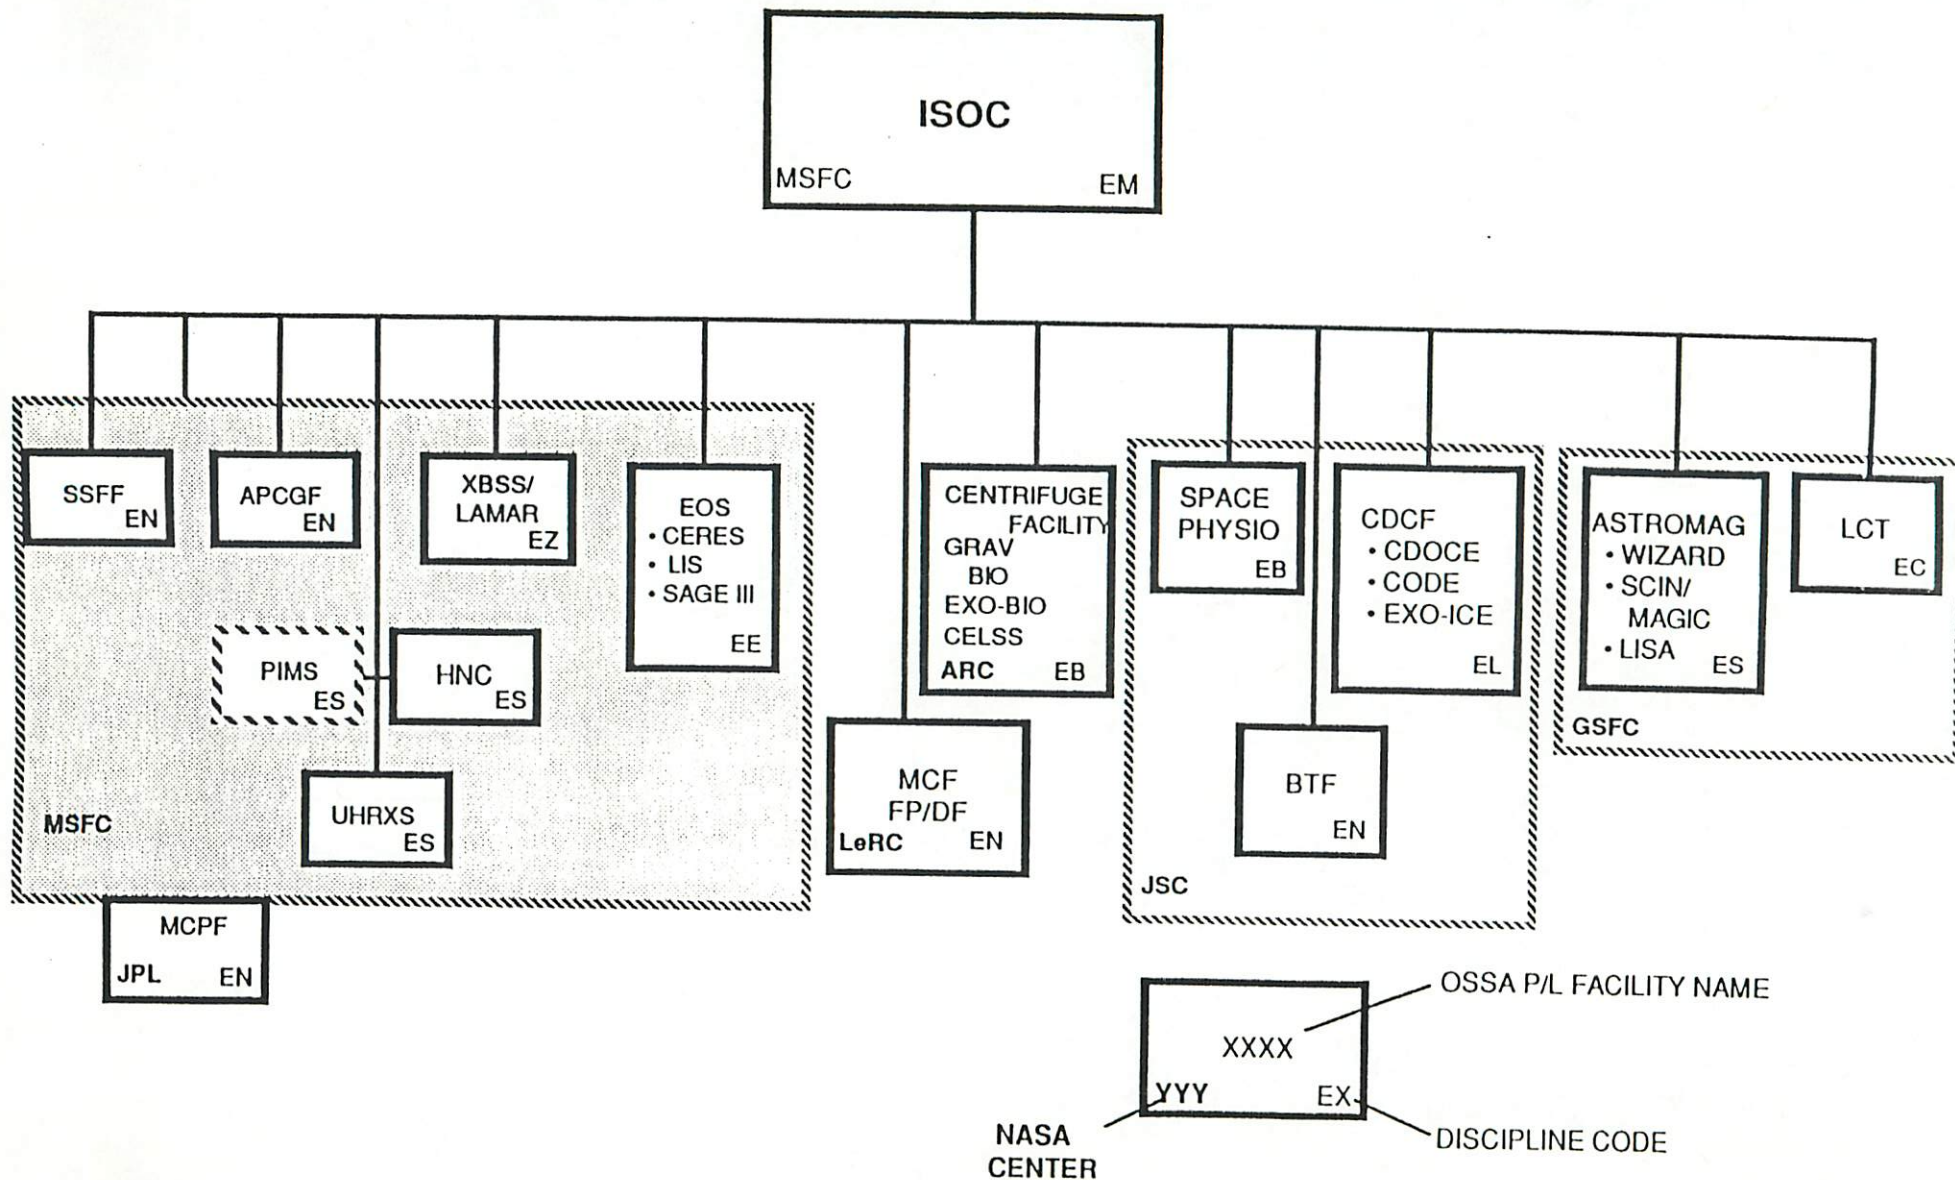 ISOC
MSFC EM
SSFF
EN
APCGF
EN
XBSS/
LAMAR
EZ
EOS
• CERES
• LIS
• SAGE III
EE
PIMS
ES
HNC
ES
UHRXS
ES
MSFC
MCPF
JPL EN
CENTRIFUGE
FACILITY
GRAV
BIO
EXO-BIO
CELSS
ARC EB
MCF
FP/DF
LeRC EN
SPACE
PHYSIO
EB
CDCF
• CDOCE
• CODE
• EXO-ICE
EL
BTF
EN
JSC
ASTROMAG
• WIZARD
• SCIN/
MAGIC
• LISA ES
LCT
EC
GSFC
OSSA P/L FACILITY NAME
XXXX
YYY EX
NASA
CENTER
DISCIPLINE CODE